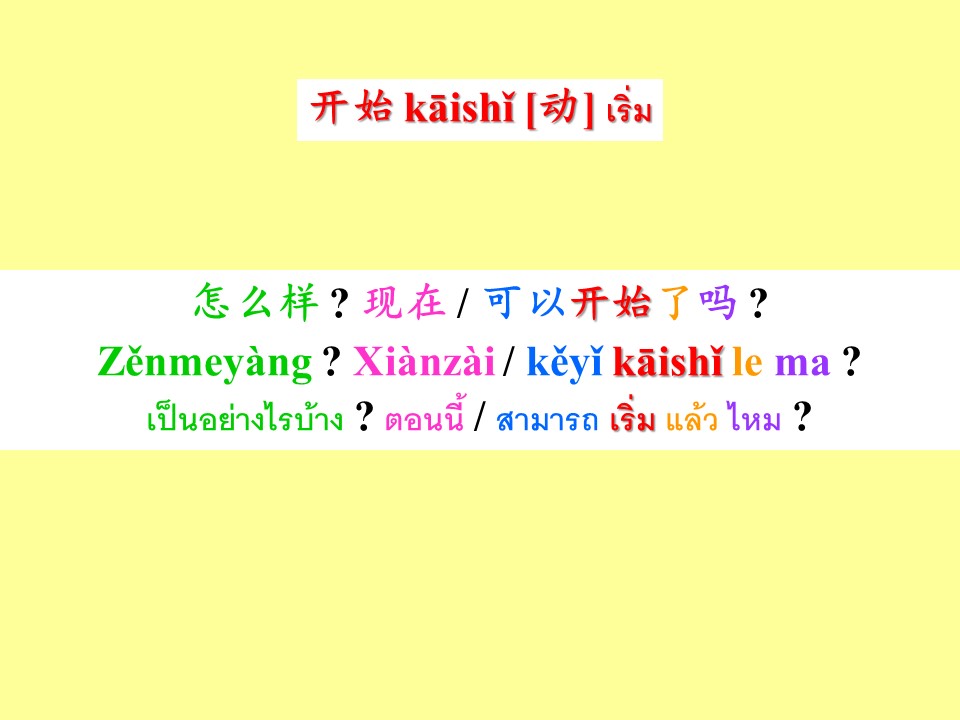 开始 kāishǐ [动] เริ่ม
怎么样 ? 现在 / 可以开始了吗 ?
Zěnmeyàng ? Xiànzài / kěyǐ kāishǐ le ma ?
เป็นอย่างไรบ้าง ? ตอนนี้ / สามารถ เริ่ม แล้ว ไหม ?